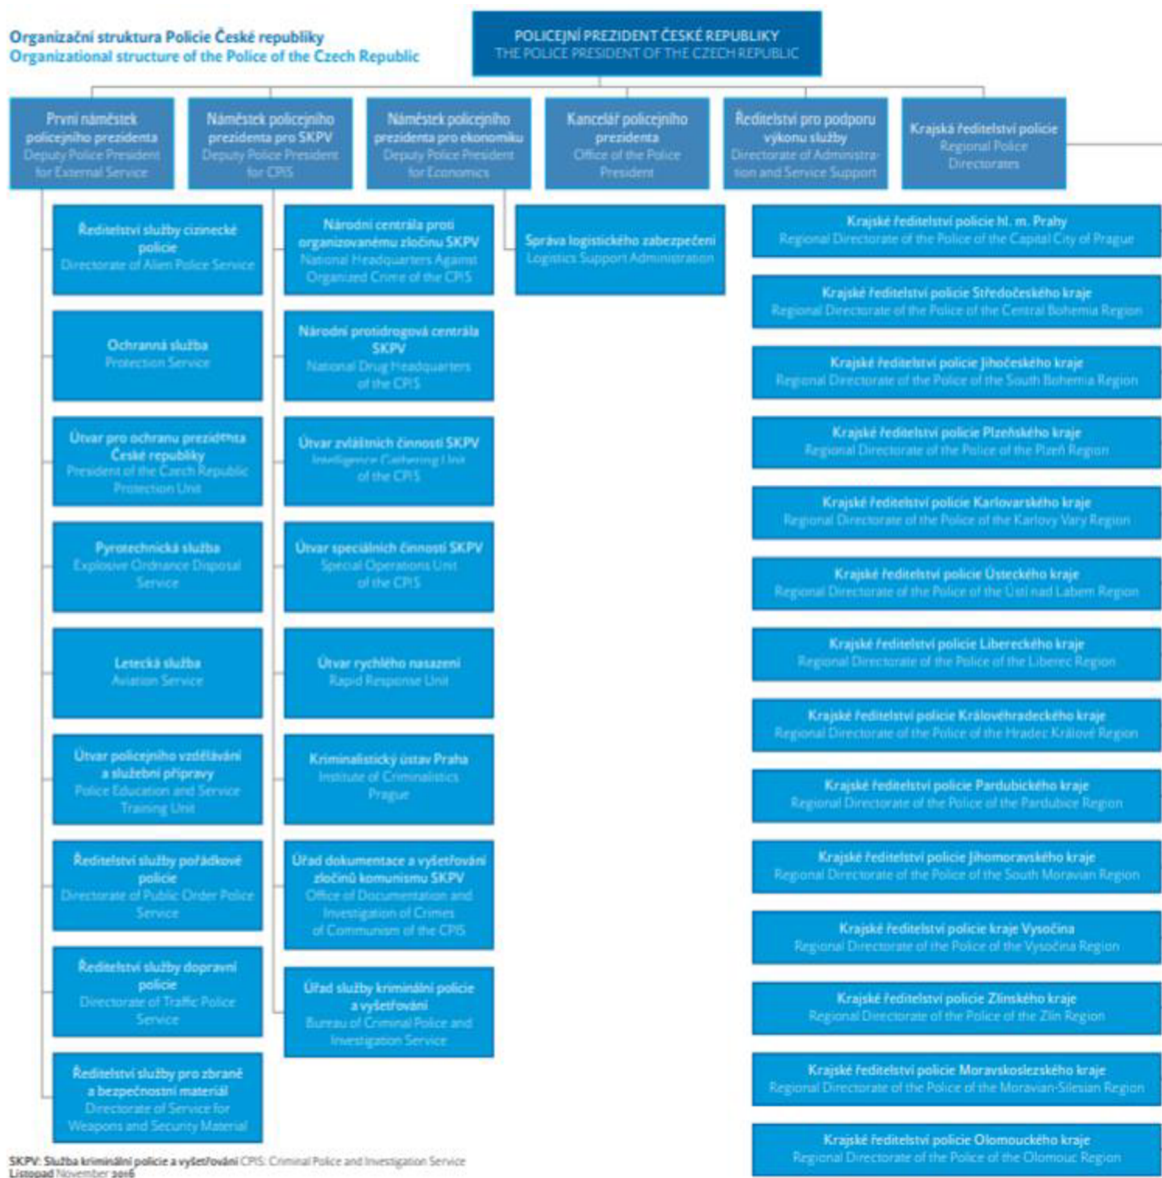 Organizační struktura Policie České republiky
Organizational structure of the Police of the Czech Republic
POLICEJNÍ PREZIDENT ČESKÉ REPUBLIKY
THE POLICE PRESIDENT OF THE CZECH REPUBLIC
První náměstek
policejního prezidenta
Deputy Police President
for External Service
Náměstek policejního
prezidenta pro SKPV
Deputy Police President
for CPIS
Náměstek policejního
prezidenta pro ekonomiku
Deputy Police President
for Economics
Kancelář policejního
prezidenta
Office of the Police
President
Ředitelství pro podporu
výkonu služby
Directorate of Administra-
tion and Service Support
Krajská ředitelství policie
Regional Police
Directorates
Ředitelství služby cizinecké
policie
Directorate of Alien Police Service
Ochranná služba
Protection Service
Útvar pro ochranu prezidenta
České republiky
President of the Czech Republic
Protection Unit
Pyrotechnická služba
Explosive Ordnance Disposal
Service
Letecká služba
Aviation Service
Útvar policejního vzdělávání
a služební přípravy
Police Education and Service
Training Unit
Ředitelství služby pořádkové
policie
Directorate of Public Order Police
Service
Ředitelství služby dopravní
policie
Directorate of Traffic Police
Service
Ředitelství služby pro zbraně
a bezpečnostní materiál
Directorate of Service for
Weapons and Security Material
Národní centrála proti
organizovanému zločinu SKPV
National Headquarters Against
Organized Crime of the CPIS
Národní protidrogová centrála
SKPV
National Drug Headquarters
of the CPIS
Útvar zvláštních činností SKPV
Intelligence Gathering Unit
of the CPIS
Útvar speciálních činností SKPV
Special Operations Unit
of the CPIS
Útvar rychlého nasazení
Rapid Response Unit
Kriminalistický ústav Praha
Institute of Criminalistics
Prague
Úřad dokumentace a vyšetřování
zločinů komunismu SKPV
Office of Documentation and
Investigation of Crimes
of Communism of the CPIS
Úřad služby kriminální policie
a vyšetřování
Bureau of Criminal Police and
Investigation Service
Správa logistického zabezpečení
Logistics Support Administration
Krajské ředitelství policie hl. m. Prahy
Regional Directorate of the Police of the Capital City of Prague
Krajské ředitelství policie Středočeského kraje
Regional Directorate of the Police of the Central Bohemia Region
Krajské ředitelství policie Jihočeského kraje
Regional Directorate of the Police of the South Bohemia Region
Krajské ředitelství policie Plzeňského kraje
Regional Directorate of the Police of the Plzeň Region
Krajské ředitelství policie Karlovarského kraje
Regional Directorate of the Police of the Karlovy Vary Region
Krajské ředitelství policie Ústeckého kraje
Regional Directorate of the Police of the Ústí nad Labem Region
Krajské ředitelství policie Libereckého kraje
Regional Directorate of the Police of the Liberec Region
Krajské ředitelství policie Královéhradeckého kraje
Regional Directorate of the Police of the Hradec Králové Region
Krajské ředitelství policie Pardubického kraje
Regional Directorate of the Police of the Pardubice Region
Krajské ředitelství policie Jihomoravského kraje
Regional Directorate of the Police of the South Moravian Region
Krajské ředitelství policie kraje Vysočina
Regional Directorate of the Police of the Vysočina Region
Krajské ředitelství policie Zlínského kraje
Regional Directorate of the Police of the Zlín Region
Krajské ředitelství policie Moravskoslezského kraje
Regional Directorate of the Police of the Moravian-Silesian Region
Krajské ředitelství policie Olomouckého kraje
Regional Directorate of the Police of the Olomouc Region
SKPV: Služba kriminální policie a vyšetřování CPIS: Criminal Police and Investigation Service
Listopad November 2016